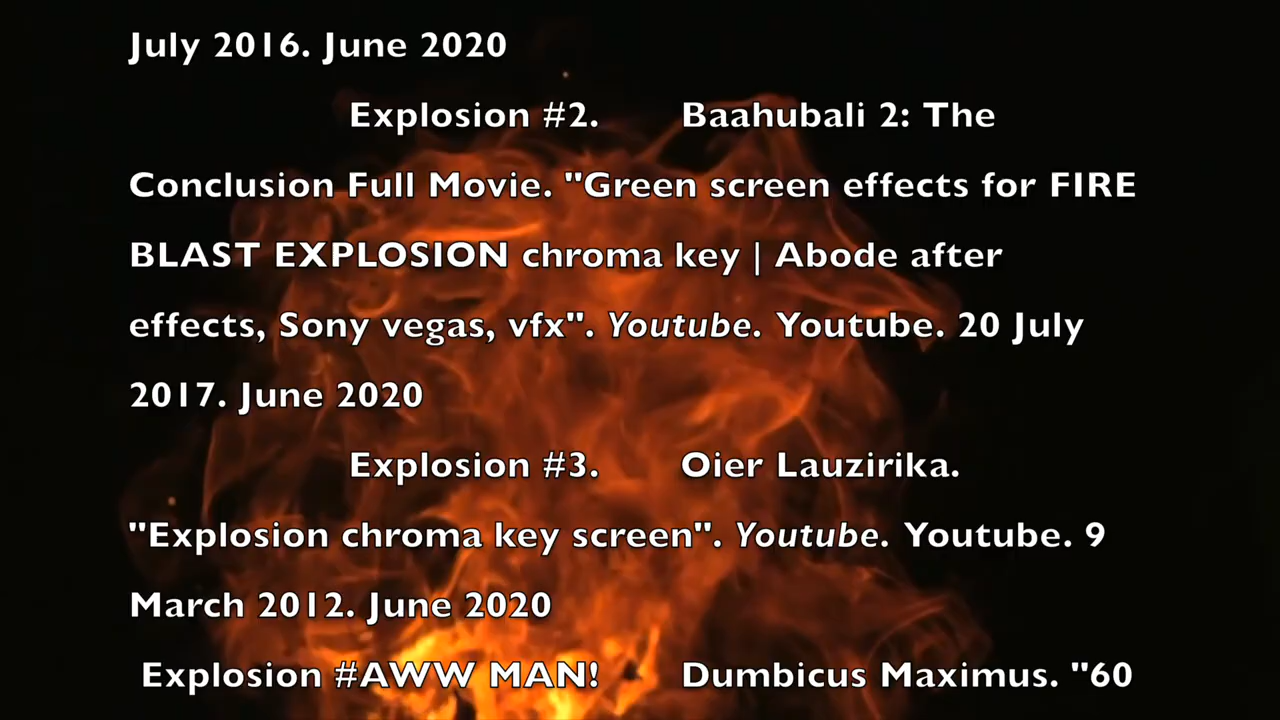 July 2016. June 2020
Explosion #2. Baahubali 2: The
Conclusion Full Movie. "Green screen effects for FIRE
BLAST EXPLOSION chroma key | Abode after
effects, Sony vegas, vfx". Youtube. Youtube. 20 July
2017. June 2020
Explosion #3. Oier Lauzirika.
"Explosion chroma key screen". Youtube. Youtube. 9
March 2012. June 2020
Explosion #AWW MAN! Dumbicus Maximus. "60